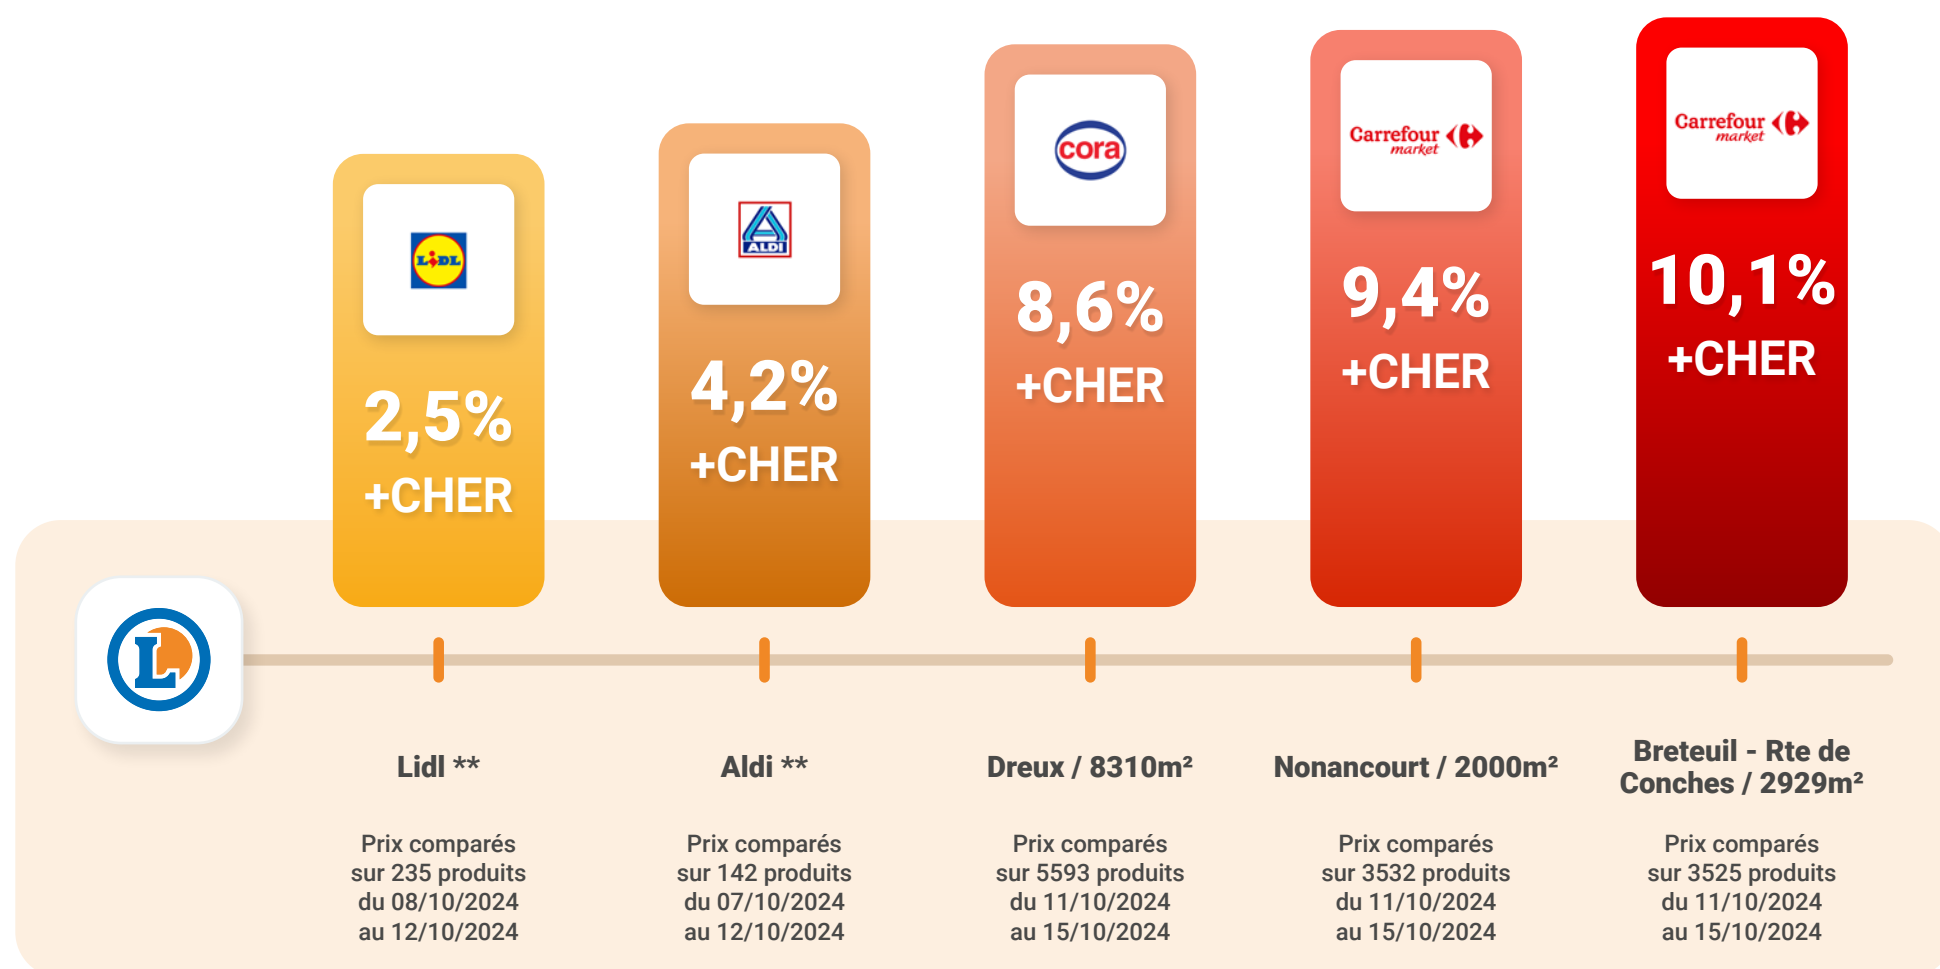 LIDL
2,5%
+CHER
ALDI
4,2%
+CHER
cora
8,6%
+CHER
Carrefour
market
9,4%
+CHER
Carrefour
market
10,1%
+CHER
L
Lidl **
Prix comparés
sur 235 produits
du 08/10/2024
au 12/10/2024
Aldi **
Prix comparés
sur 142 produits
du 07/10/2024
au 12/10/2024
Dreux / 8310m²
Prix comparés
sur 5593 produits
du 11/10/2024
au 15/10/2024
Nonancourt / 2000m²
Prix comparés
sur 3532 produits
du 11/10/2024
au 15/10/2024
Breteuil - Rte de
Conches / 2929m²
Prix comparés
sur 3525 produits
du 11/10/2024
au 15/10/2024